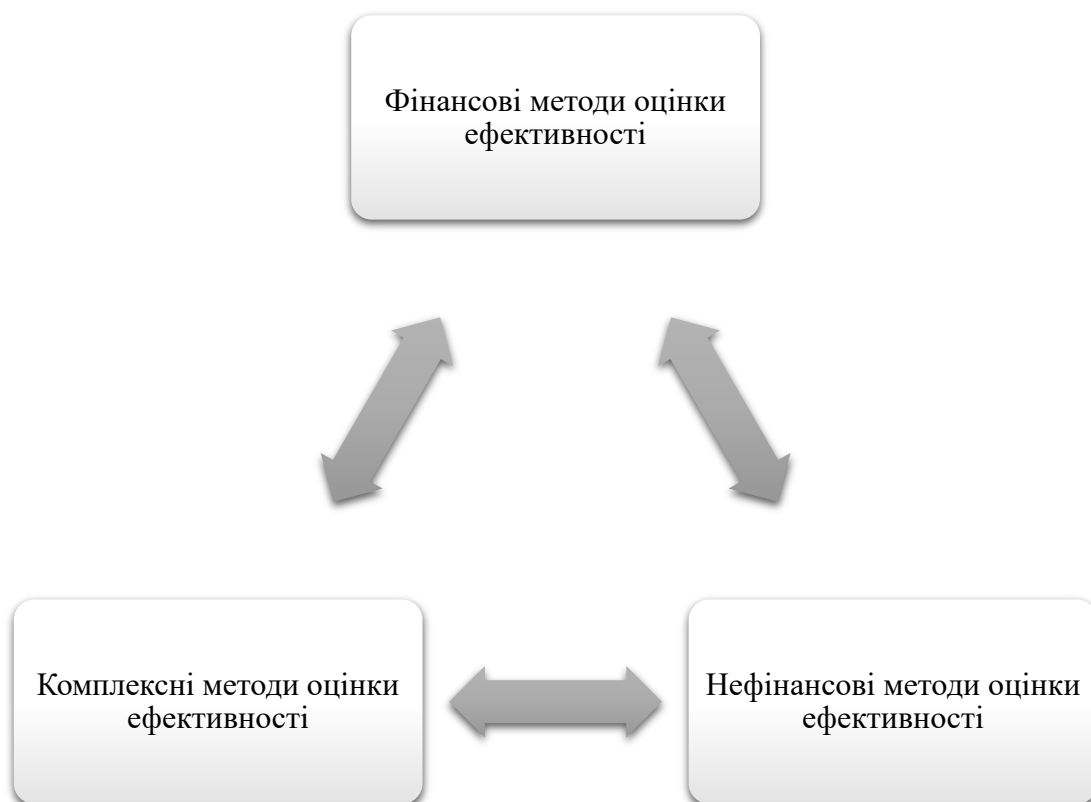 Фінансові методи оцінки
ефективності
Комплексні методи оцінки
ефективності
Нефінансові методи оцінки
ефективності